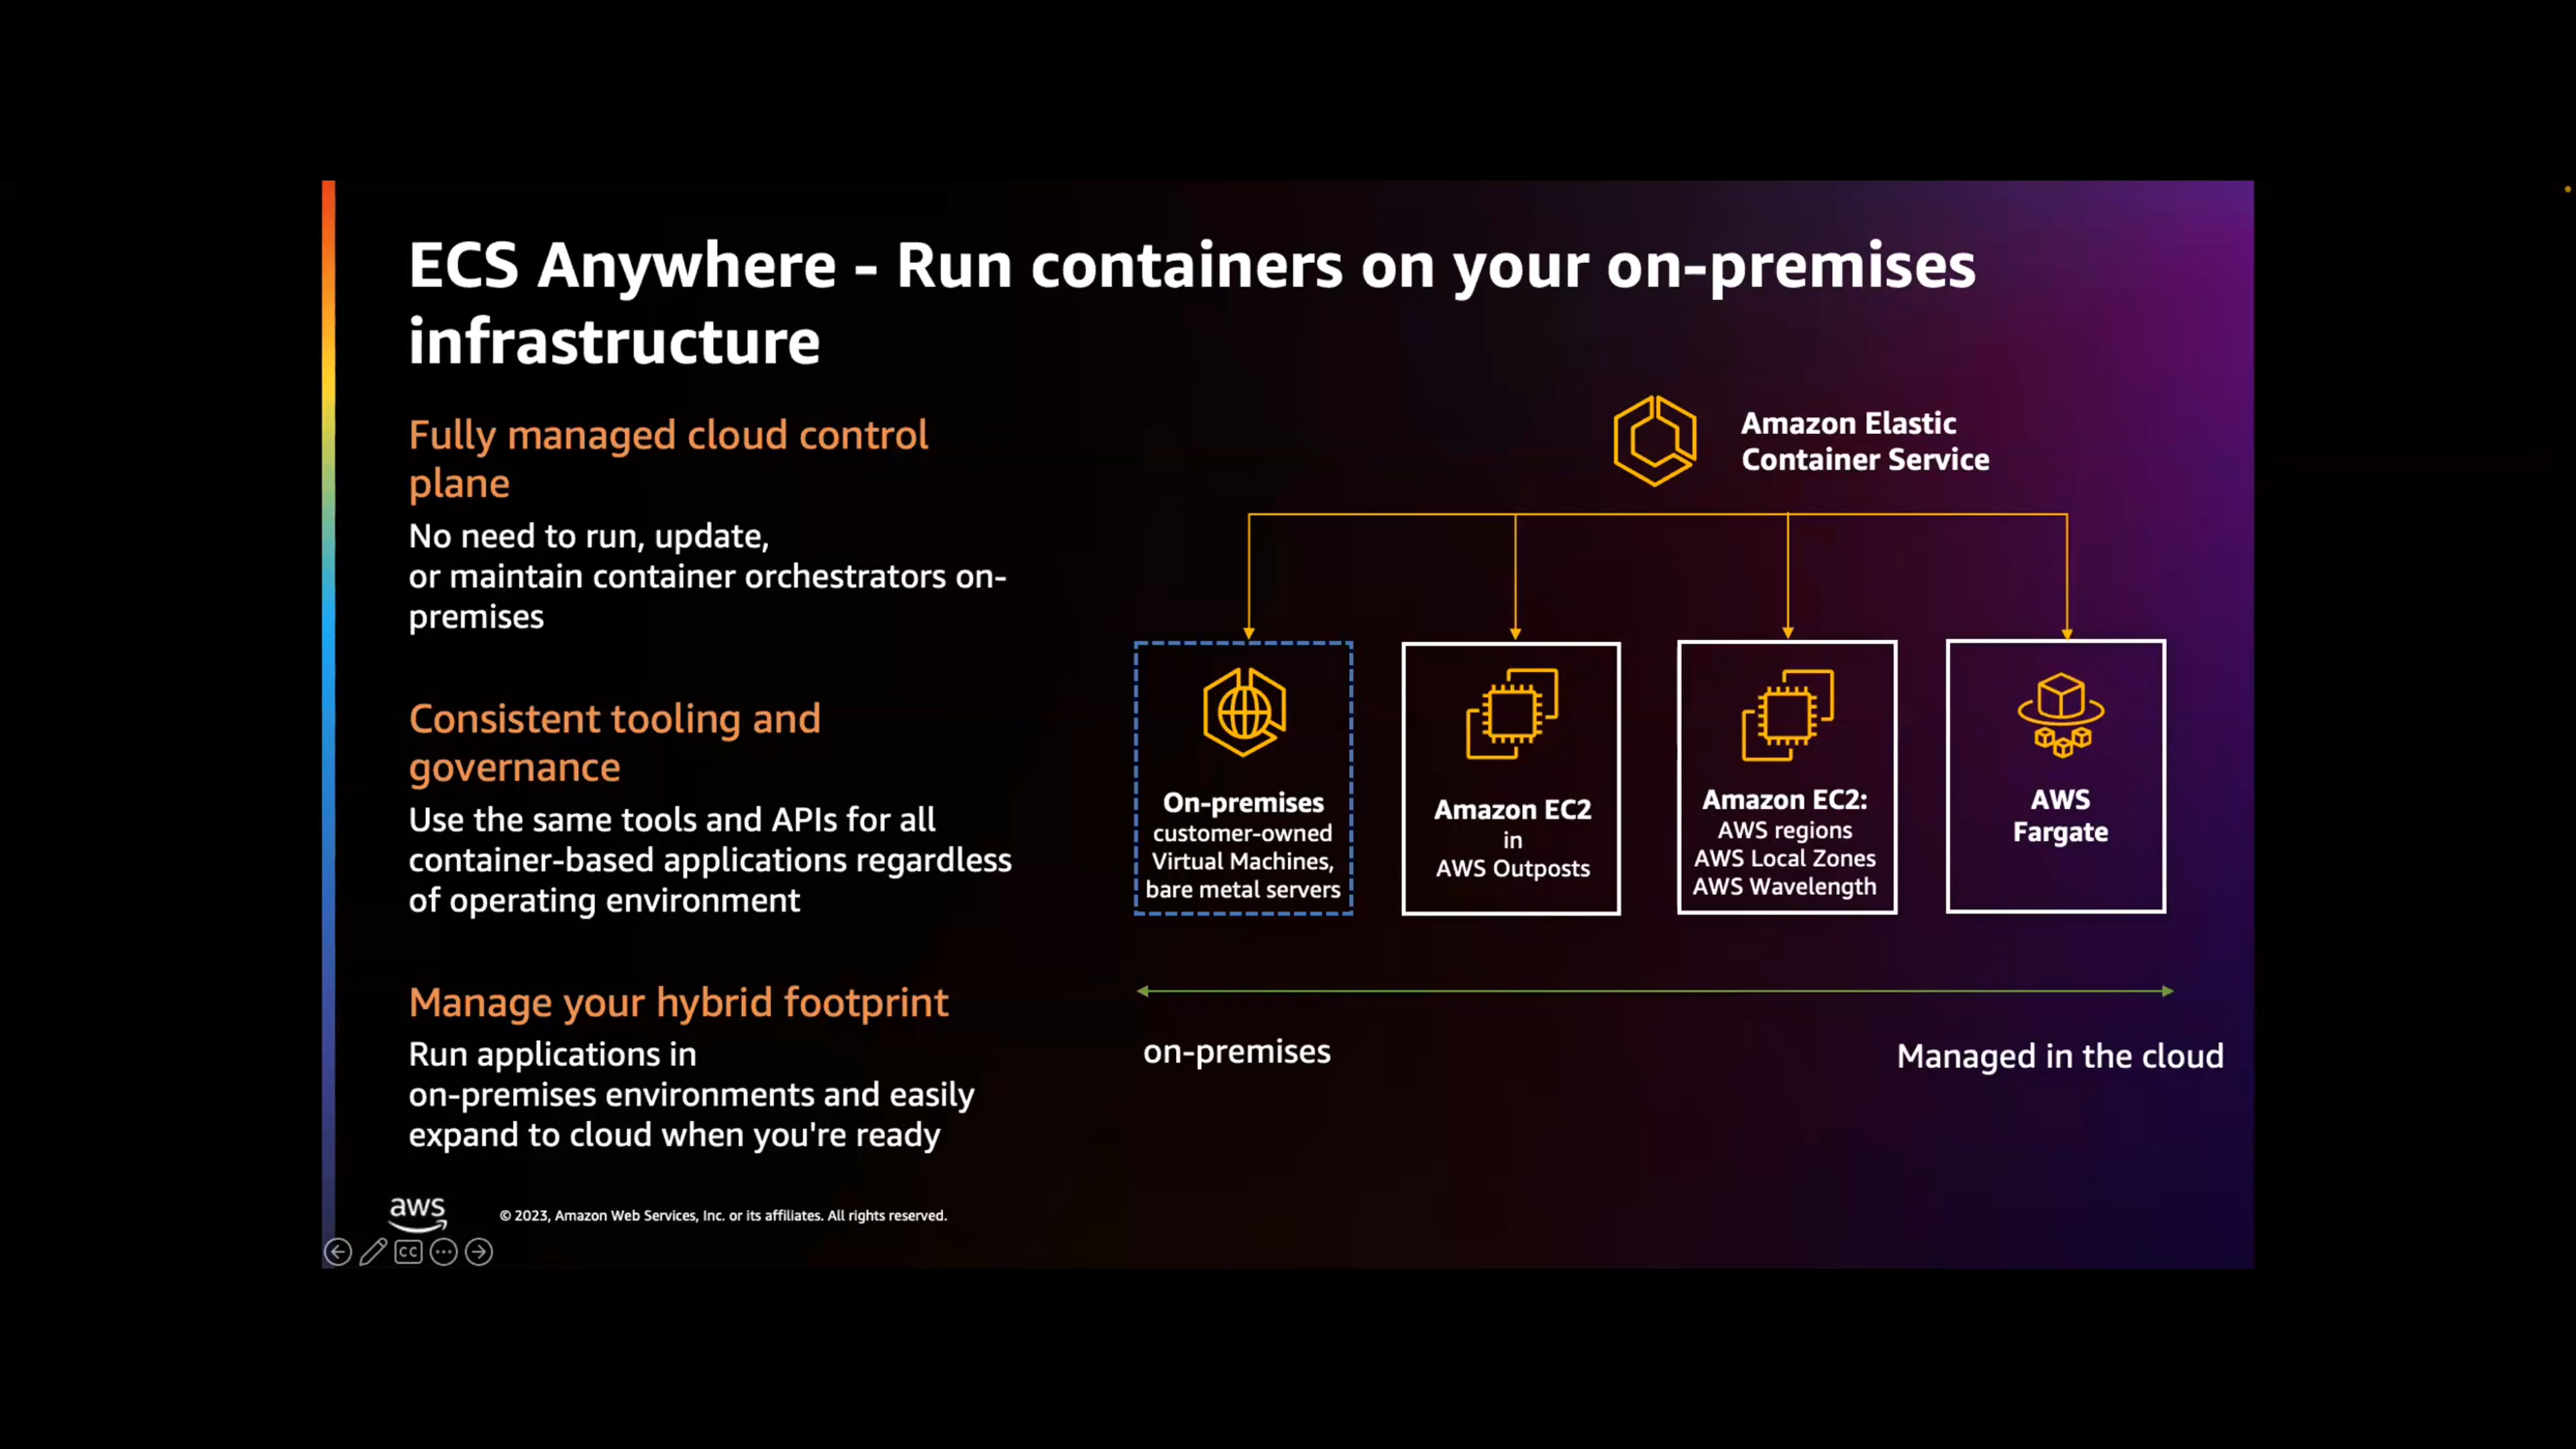 ECS Anywhere - Run containers on your on-premises
infrastructure
Fully managed cloud control
plane
No need to run, update,
or maintain container orchestrators on-
premises
Consistent tooling and
governance
Use the same tools and APIs for all
container-based applications regardless
of operating environment
Manage your hybrid footprint
Run applications in
on-premises environments and easily
expand to cloud when you're ready
Amazon Elastic
Container Service
On-premises
customer-owned
Virtual Machines,
bare metal servers
Amazon EC2
in
AWS Outposts
Amazon EC2:
AWS regions
AWS Local Zones
AWS Wavelength
AWS
Fargate
on-premises
Managed in the cloud
aws
© 2023, Amazon Web Services, Inc. or its affiliates. All rights reserved.
CC